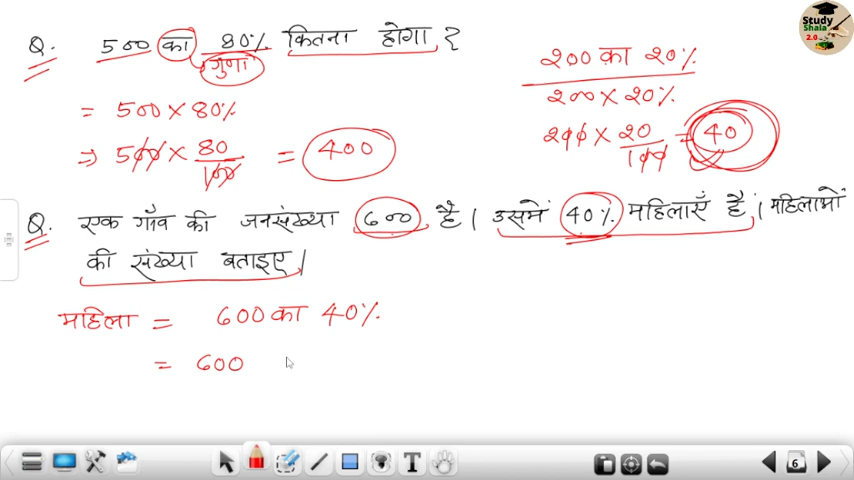 Study
Shala
2.0
Q. 500 का 80% कितना होगा ?
गुणा
= 500 × 80%
⇒ 500 × 80/100 = 400
200 का 20%
200 × 20%
200 × 20/100 = 40
Q. एक गाँव की जनसंख्या 600 है। उसमें 40% महिलाएँ है। महिलाओं
की संख्या बताइए।
महिला = 600 का 40%
= 600
T
6